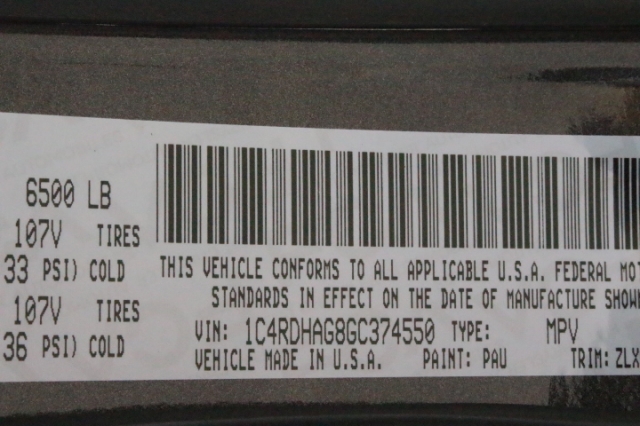 6500 LB
107V TIRES
33 PSI) COLD
107V TIRES
36 PSI) COLD
THIS VEHICLE CONFORMS TO ALL APPLICABLE U.S.A. FEDERAL MOT
STANDARDS IN EFFECT ON THE DATE OF MANUFACTURE SHOWN
VIN: 1C4RDHAG8GC374550 TYPE: MPV
VEHICLE MADE IN U.S.A. PAINT: PAU TRIM: ZLX